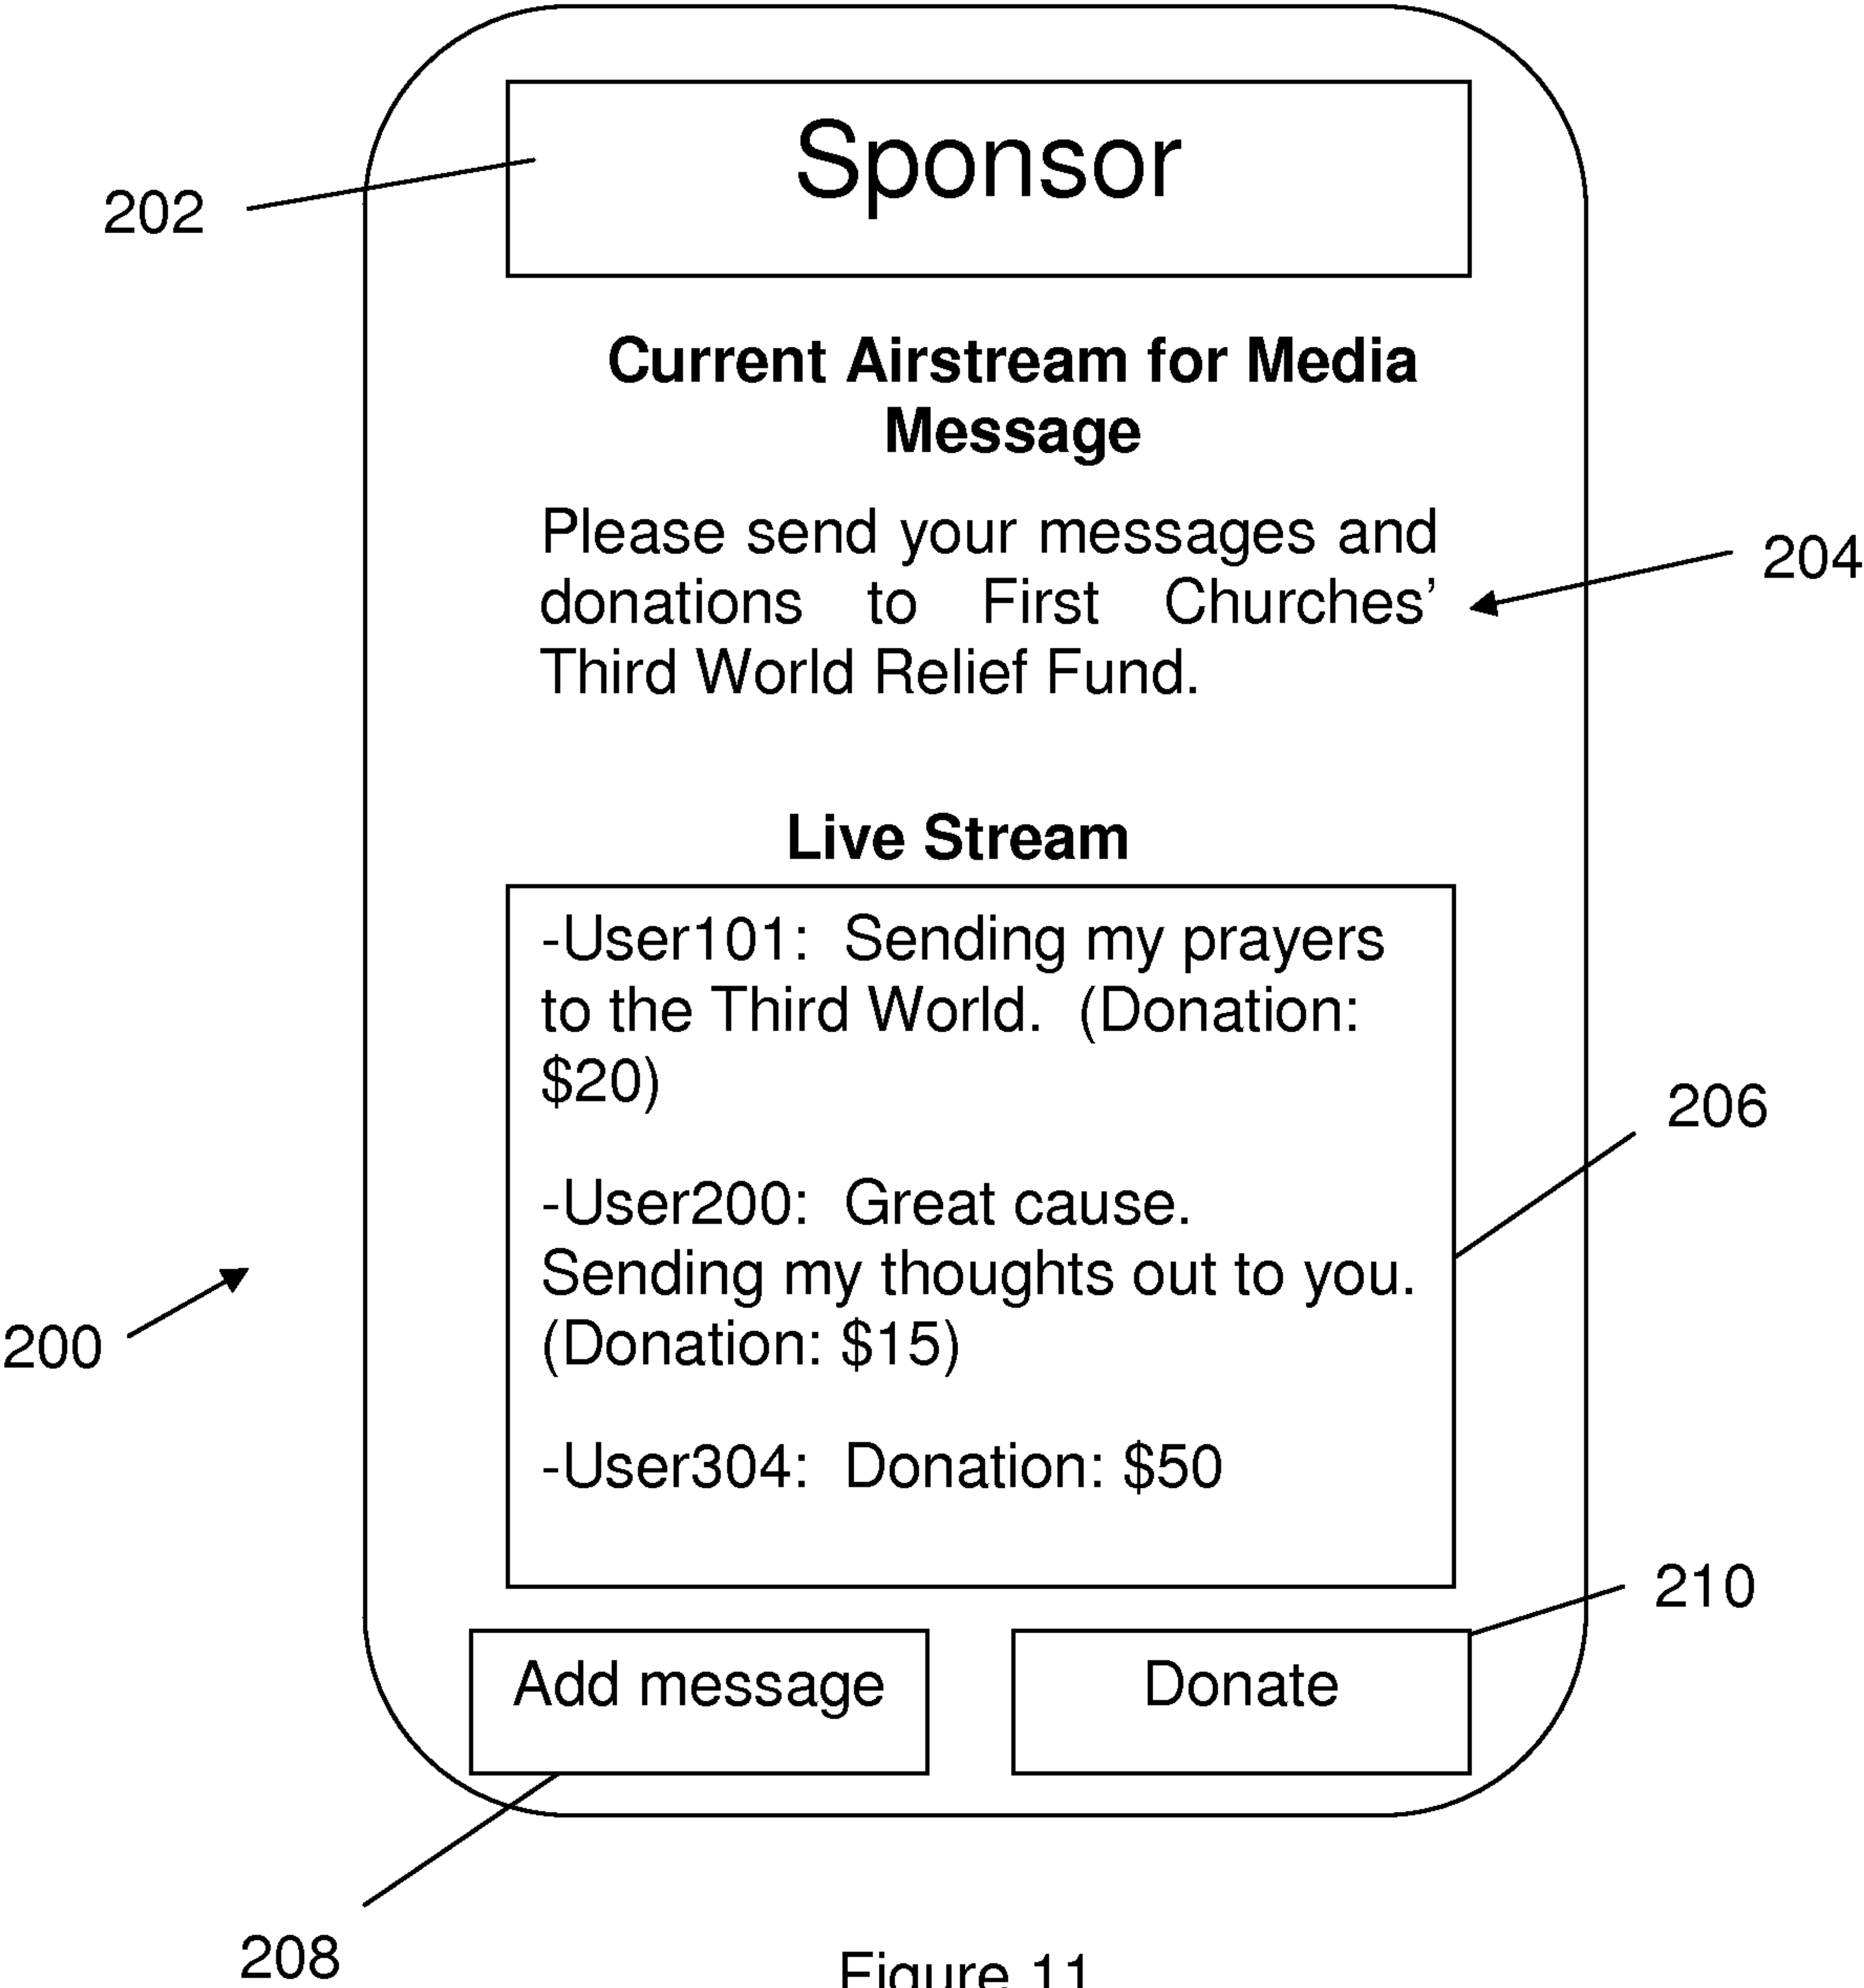 Sponsor
202
Current Airstream for Media
Message
Please send your messages and
donations to First Churches’
Third World Relief Fund.
204
Live Stream
-User101: Sending my prayers
to the Third World. (Donation:
$20)
206
-User200: Great cause.
Sending my thoughts out to you.
(Donation: $15)
200
-User304: Donation: $50
210
Add message
Donate
208
Figure 11